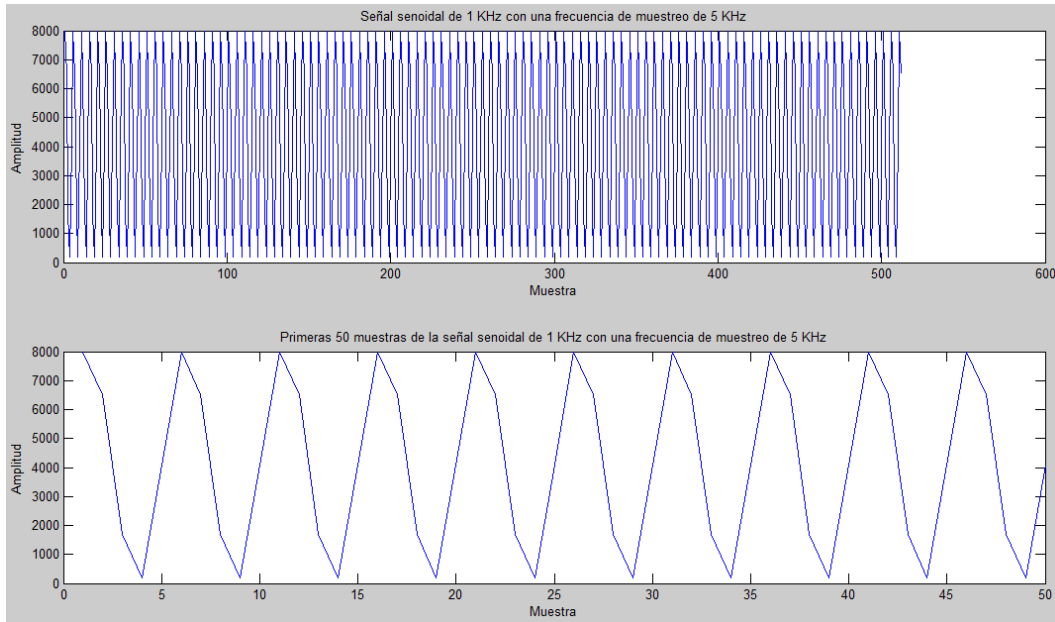 Señal senoidal de 1 KHz con una frecuencia de muestreo de 5 KHz
8000
7000
6000
5000
4000
3000
2000
1000
0
Amplitud
0 100 200 300 400 500 600
Muestra
Primeras 50 muestras de la señal senoidal de 1 KHz con una frecuencia de muestreo de 5 KHz
8000
7000
6000
5000
4000
3000
2000
1000
0
Amplitud
0 5 10 15 20 25 30 35 40 45 50
Muestra